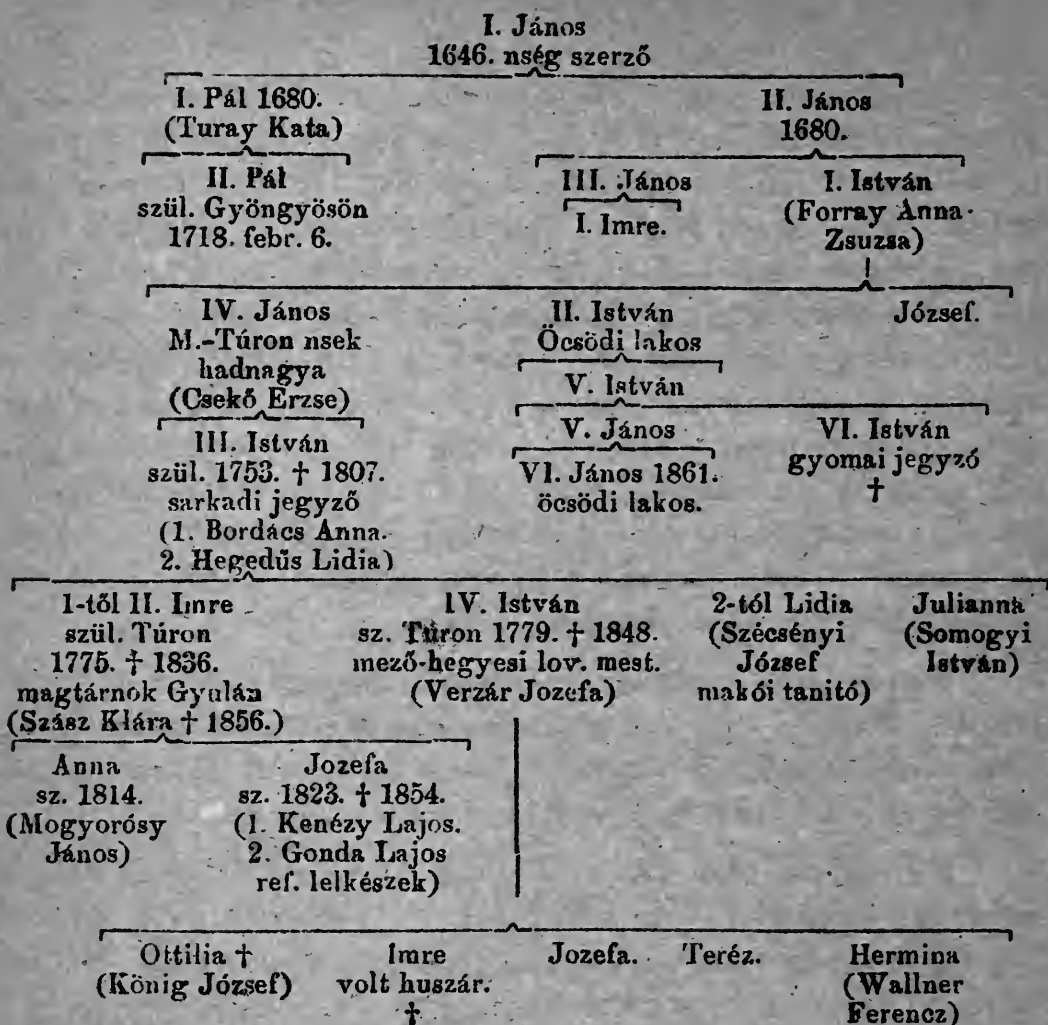 I. János
1646. nség szerző
I. Pál 1680.
(Turay Kata)
II. János
1680.
II. Pál
szül. Gyöngyösön
1718. febr. 6.
III. János
I. Imre.
I. István
(Forray Anna-
Zsuzsa)
IV. János
M.-Túron nsek
hadnagya
(Csekő Erzse)
II. István
Öcsödi lakos
József.
V. István
III. István
szül. 1753. † 1807.
sarkadi jegyző
(1. Bordács Anna.
2. Hegedűs Lidia)
V. János
VI. János 1861.
öcsödi lakos.
VI. István
gyomai jegyző
†
1-től II. Imre
szül. Túron
1775. † 1836.
magtárnok Gyulán
(Szász Klára † 1856.)
IV. István
sz. Túron 1779. † 1848.
mező-hegyesi lov. mest.
(Verzár Jozefa)
2-tól Lidia
(Szécsényi
József
makói tanitó)
Julianna
(Somogyi
István)
Anna
sz. 1814.
(Mogyorósy
János)
Jozefa
sz. 1823. † 1854.
(1. Kenézy Lajos.
2. Gonda Lajos
ref. lelkészek)
Ottilia †
(König József)
Imre
volt huszár.
†
Jozefa.
Teréz.
Hermina
(Wallner
Ferencz)